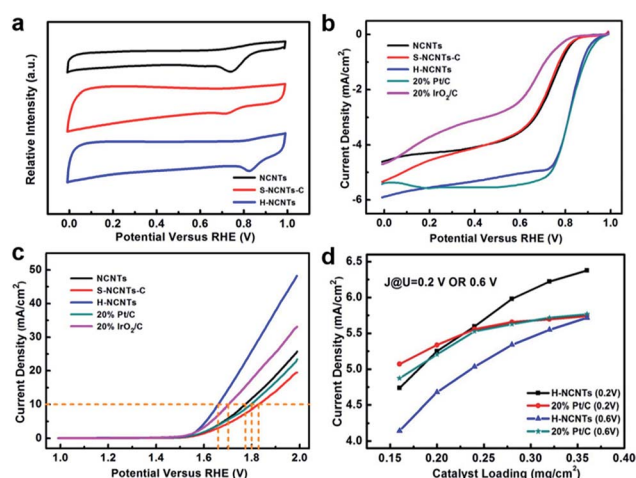 a
Relative Intensity (a.u.)
NCNTs
S-NCNTs-C
H-NCNTs
0.0 0.2 0.4 0.6 0.8 1.0
Potential Versus RHE (V)
b
Current Density (mA/cm²)
0
-2
-4
-6
NCNTs
S-NCNTs-C
H-NCNTs
20% Pt/C
20% IrO₂/C
0.0 0.2 0.4 0.6 0.8 1.0
Potential Versus RHE (V)
c
Current Density (mA/cm²)
50
40
30
20
10
0
NCNTs
S-NCNTs-C
H-NCNTs
20% Pt/C
20% IrO₂/C
1.0 1.2 1.4 1.6 1.8 2.0
Potential Versus RHE (V)
d
Current Density (mA/cm²)
6.5
6.0
5.5
5.0
4.5
4.0
J@U=0.2 V OR 0.6 V
H-NCNTs (0.2V)
20% Pt/C (0.2V)
H-NCNTs (0.6V)
20% Pt/C (0.6V)
0.15 0.20 0.25 0.30 0.35 0.40
Catalyst Loading (mg/cm²)